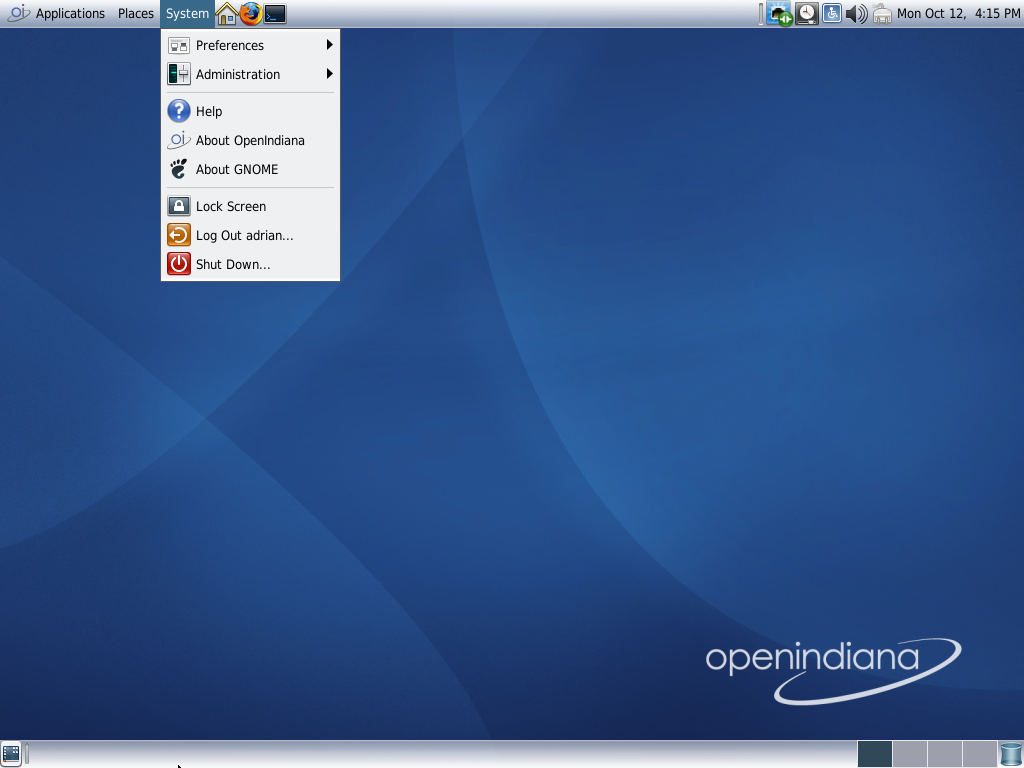 Applications Places System Mon Oct 12, 4:15 PM
Preferences
Administration
Help
About OpenIndiana
About GNOME
Lock Screen
Log Out adrian...
Shut Down...
openindiana